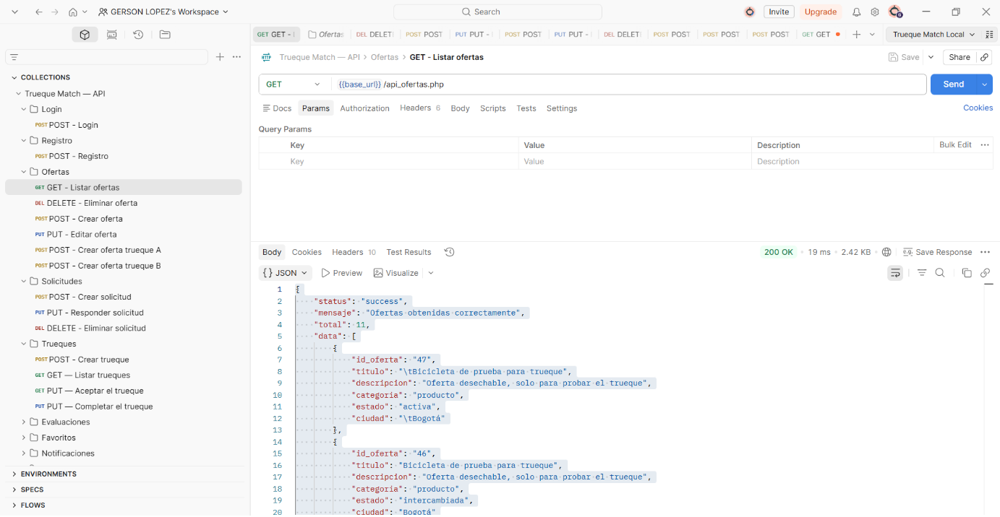 GERSON LOPEZ's Workspace
Search
Invite
Upgrade
GET GET -
Ofertas
DEL DELET
POST POST
PUT PUT -
POST POST
PUT PUT -
DEL DELET
POST POST
POST POST
POST POST
GET GET
Trueque Match Local
HTTP Trueque Match — API > Ofertas > GET - Listar ofertas
Save
Share
COLLECTIONS
Trueque Match — API
Login
POST POST - Login
Registro
POST POST - Registro
Ofertas
GET GET - Listar ofertas
DEL DELETE - Eliminar oferta
POST POST - Crear oferta
PUT PUT - Editar oferta
POST POST - Crear oferta trueque A
POST POST - Crear oferta trueque B
Solicitudes
POST POST - Crear solicitud
PUT PUT - Responder solicitud
DEL DELETE - Eliminar solicitud
Trueques
POST POST - Crear trueque
GET GET — Listar trueques
GET PUT — Aceptar el trueque
PUT PUT — Completar el trueque
Evaluaciones
Favoritos
Notificaciones
ENVIRONMENTS
SPECS
FLOWS
GET
{{base_url}} /api_ofertas.php
Send
Docs
Params
Authorization
Headers 6
Body
Scripts
Tests
Settings
Cookies
Query Params
Key
Value
Description
Bulk Edit
Key
Value
Description
Body
Cookies
Headers 10
Test Results
200 OK
19 ms
2.42 KB
e.g. Save Response
{} JSON
Preview
Visualize
1 {
2 "status": "success",
3 "mensaje": "Ofertas obtenidas correctamente",
4 "total": 11,
5 "data": [
6 {
7 "id_oferta": "47",
8 "titulo": "\tBicicleta de prueba para trueque",
9 "descripcion": "Oferta desechable, solo para probar el trueque",
10 "categoria": "producto",
11 "estado": "activa",
12 "ciudad": "\tBogotá"
13 },
14 {
15 "id_oferta": "46",
16 "titulo": "Bicicleta de prueba para trueque",
17 "descripcion": "Oferta desechable, solo para probar el trueque",
18 "categoria": "producto",
19 "estado": "intercambiada",
20 "ciudad": "Bogotá"